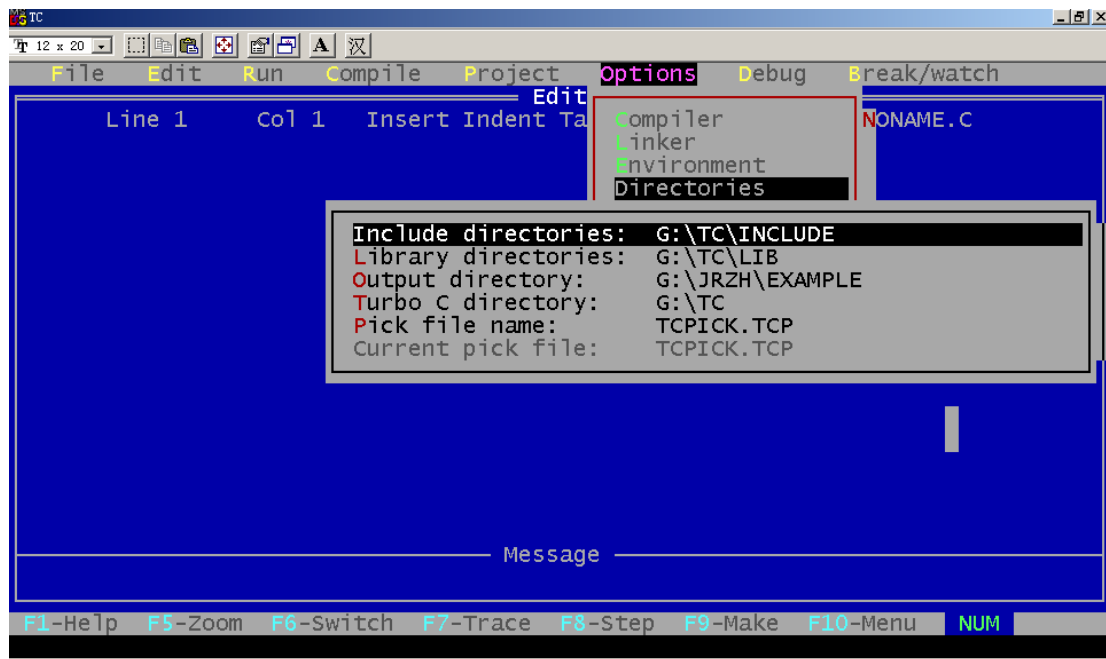 TC
12 x 20 A 汉
File Edit Run Compile Project Options Debug Break/watch
Edit
Line 1 Col 1 Insert Indent Ta NONAME.C
Compiler
Linker
Environment
Directories
Include directories: G:\TC\INCLUDE
Library directories: G:\TC\LIB
Output directory: G:\JRZH\EXAMPLE
Turbo C directory: G:\TC
Pick file name: TCPICK.TCP
Current pick file: TCPICK.TCP
Message
F1-Help F5-Zoom F6-Switch F7-Trace F8-Step F9-Make F10-Menu NUM